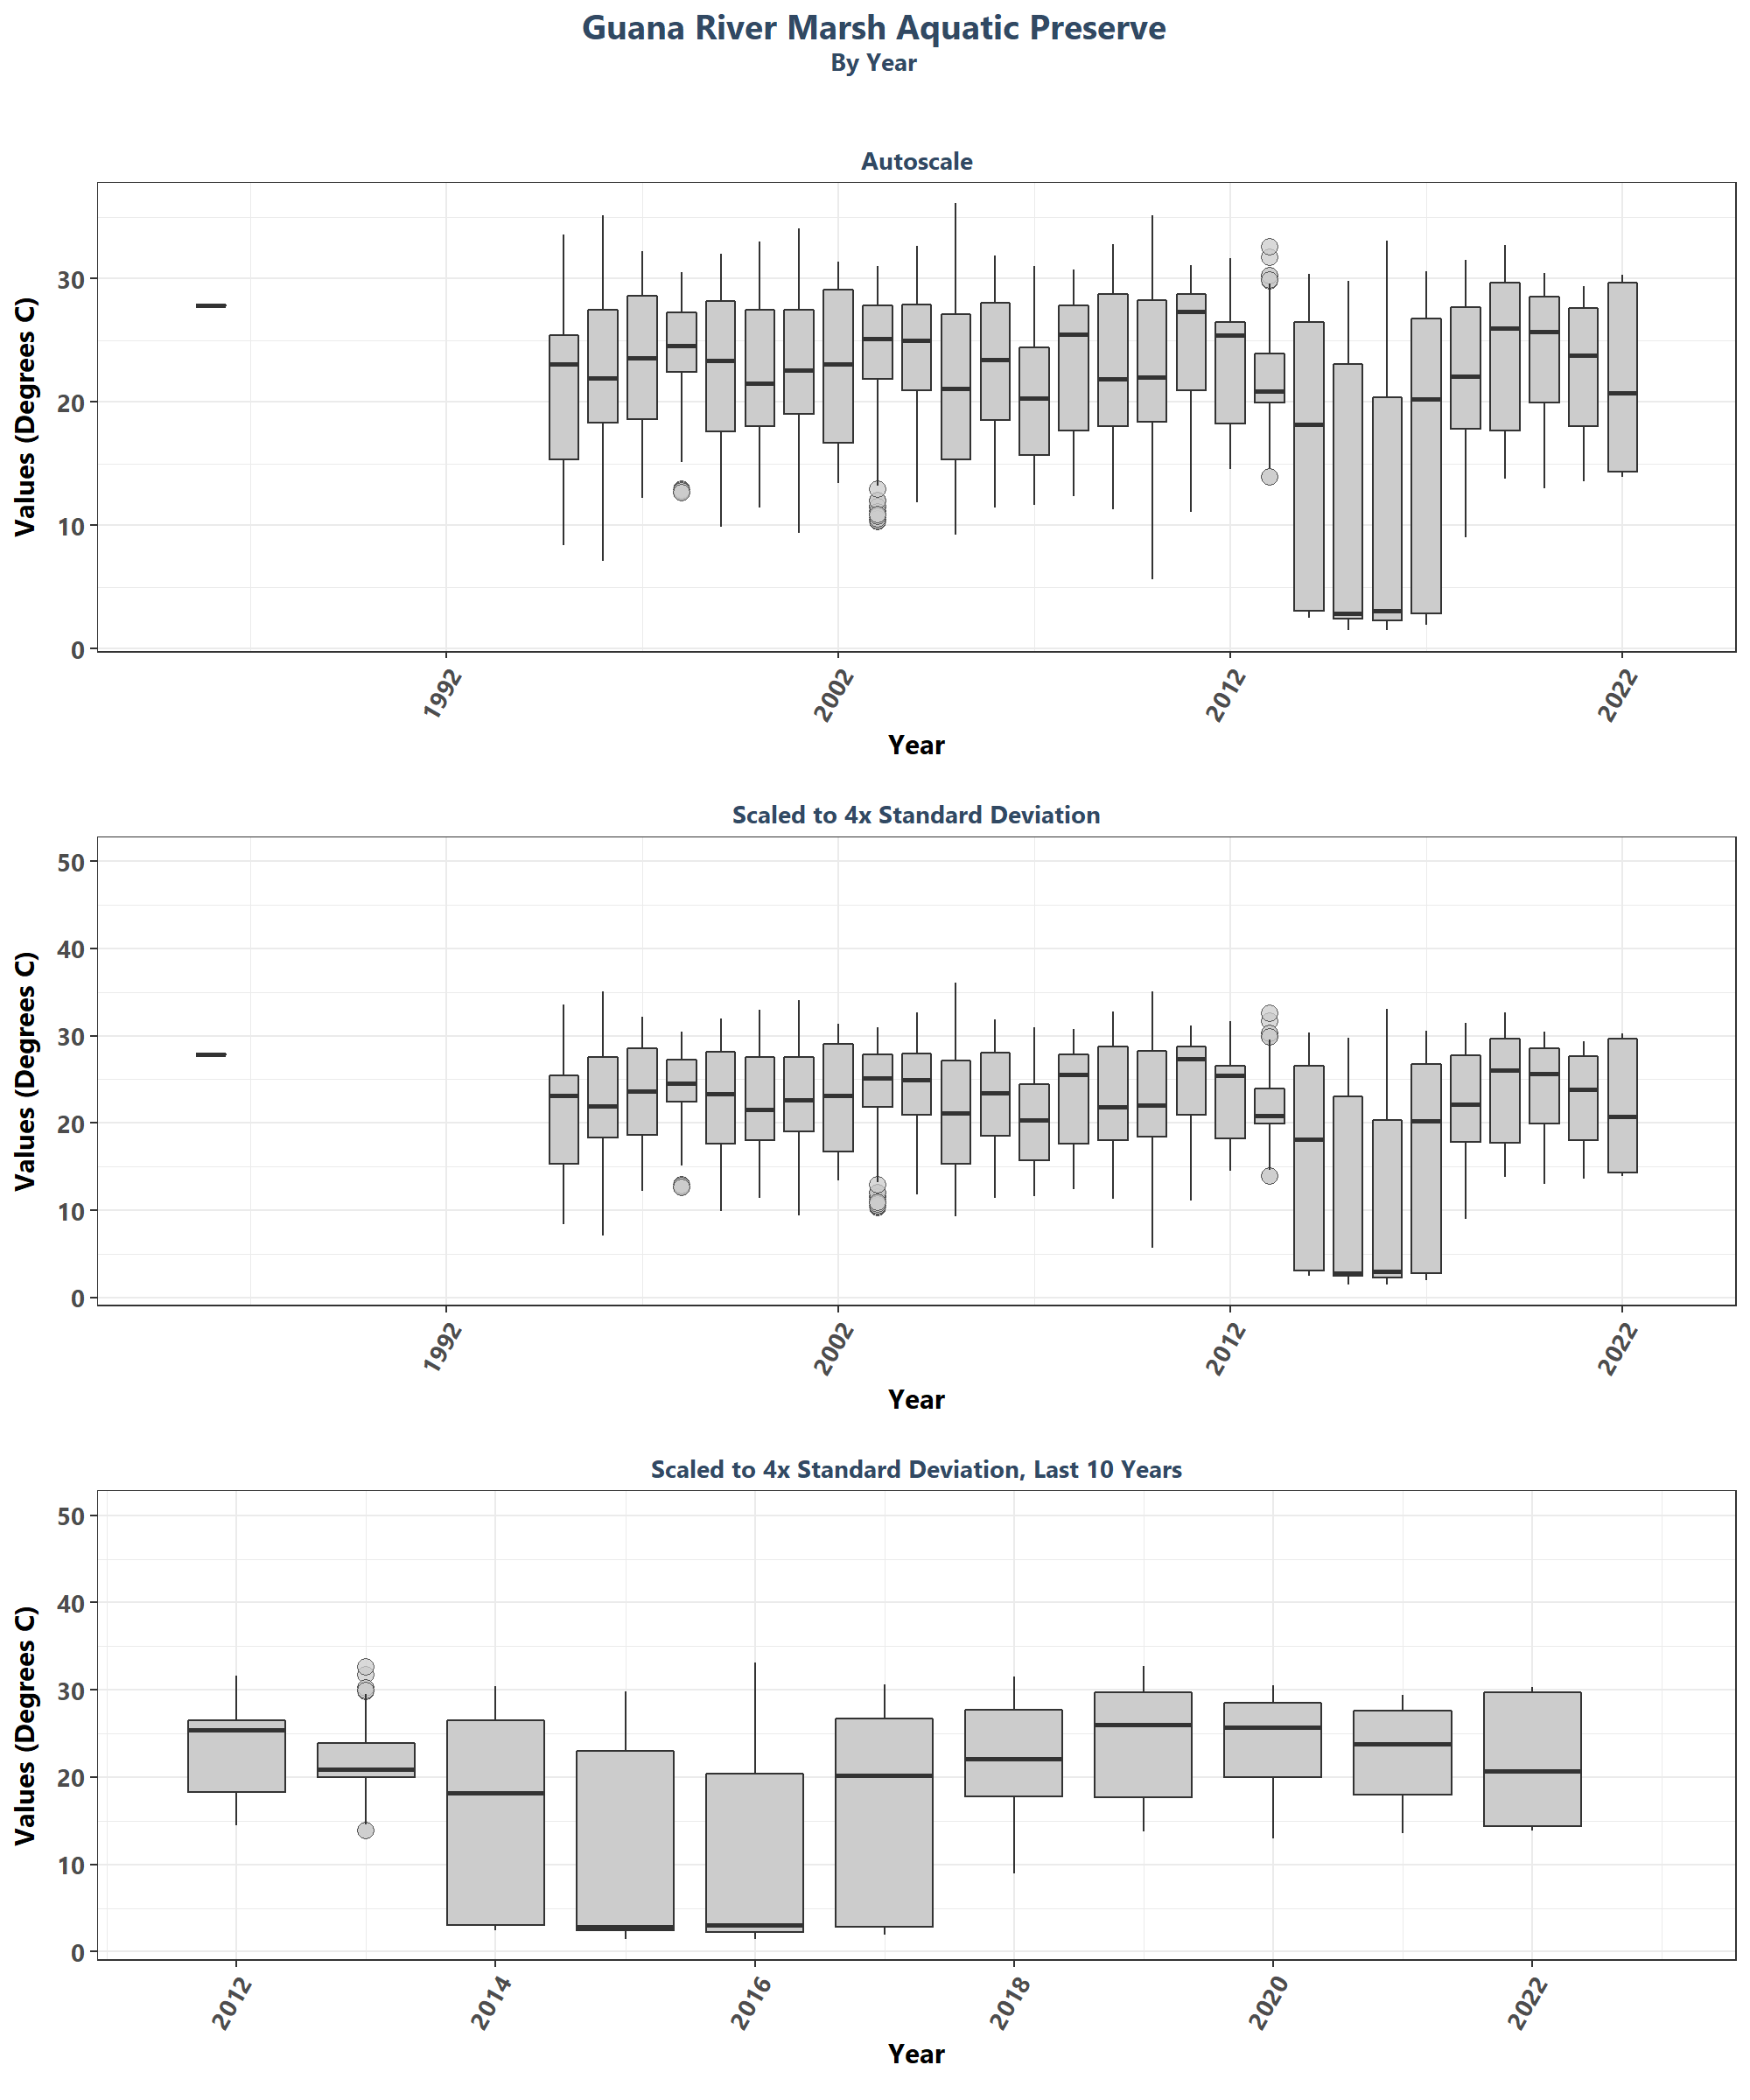 Guana River Marsh Aquatic Preserve
By Year
Autoscale
Values (Degrees C)
30
20
10
0
1992
2002
2012
2022
Year
Scaled to 4x Standard Deviation
Values (Degrees C)
50
40
30
20
10
0
1992
2002
2012
2022
Year
Scaled to 4x Standard Deviation, Last 10 Years
Values (Degrees C)
50
40
30
20
10
0
2012
2014
2016
2018
2020
2022
Year